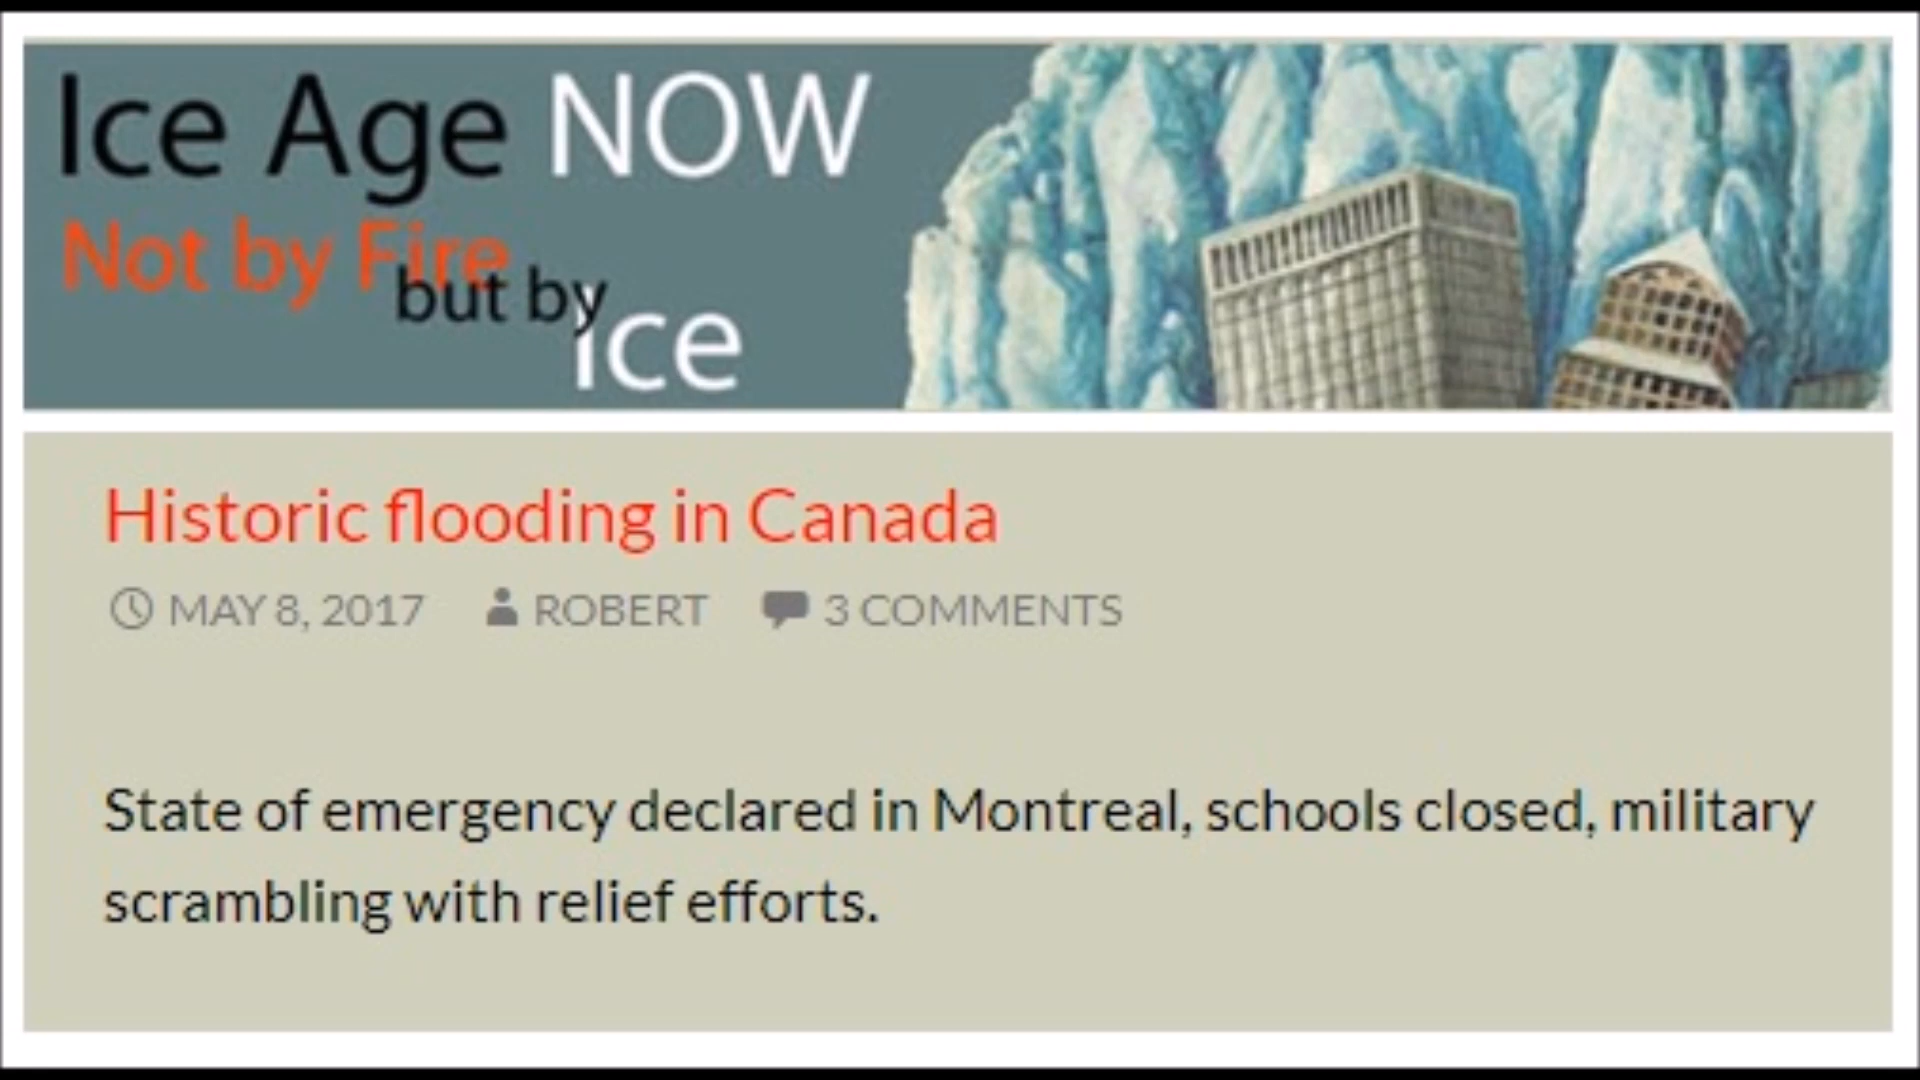 Ice Age NOW
Not by Fire
but by
Ice
Historic flooding in Canada
MAY 8, 2017 ROBERT 3 COMMENTS
State of emergency declared in Montreal, schools closed, military
scrambling with relief efforts.